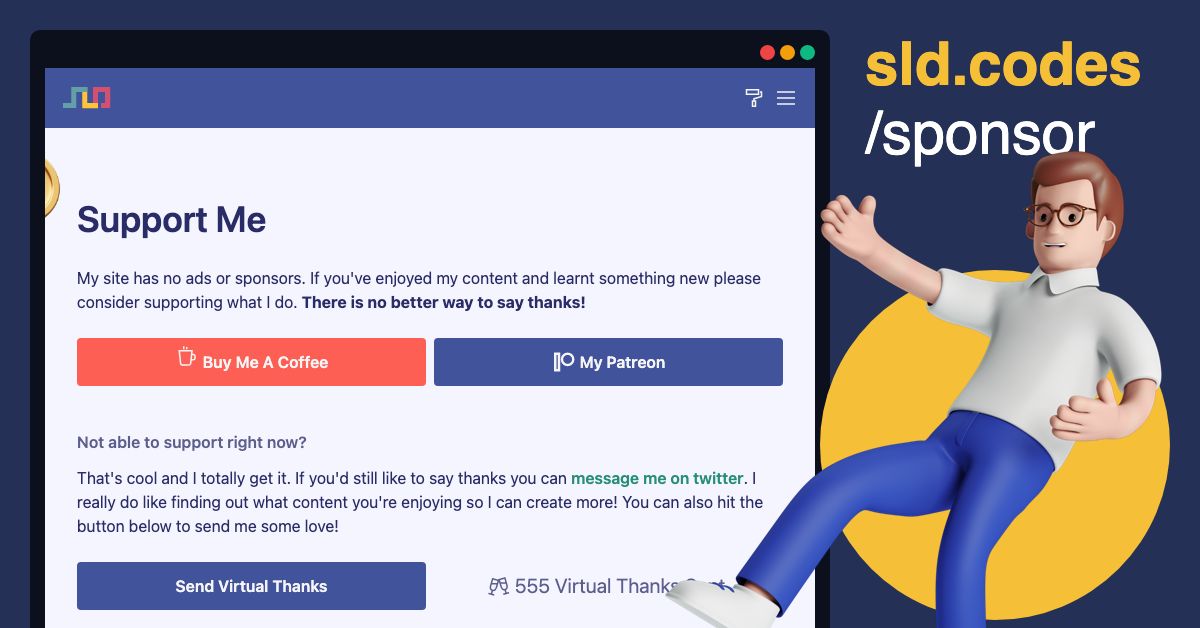 sld.codes
/sponsor
SLD
Support Me
My site has no ads or sponsors. If you've enjoyed my content and learnt something new please
consider supporting what I do. There is no better way to say thanks!
Buy Me A Coffee
My Patreon
Not able to support right now?
That's cool and I totally get it. If you'd still like to say thanks you can message me on twitter. I
really do like finding out what content you're enjoying so I can create more! You can also hit the
button below to send me some love!
Send Virtual Thanks
555 Virtual Thanks